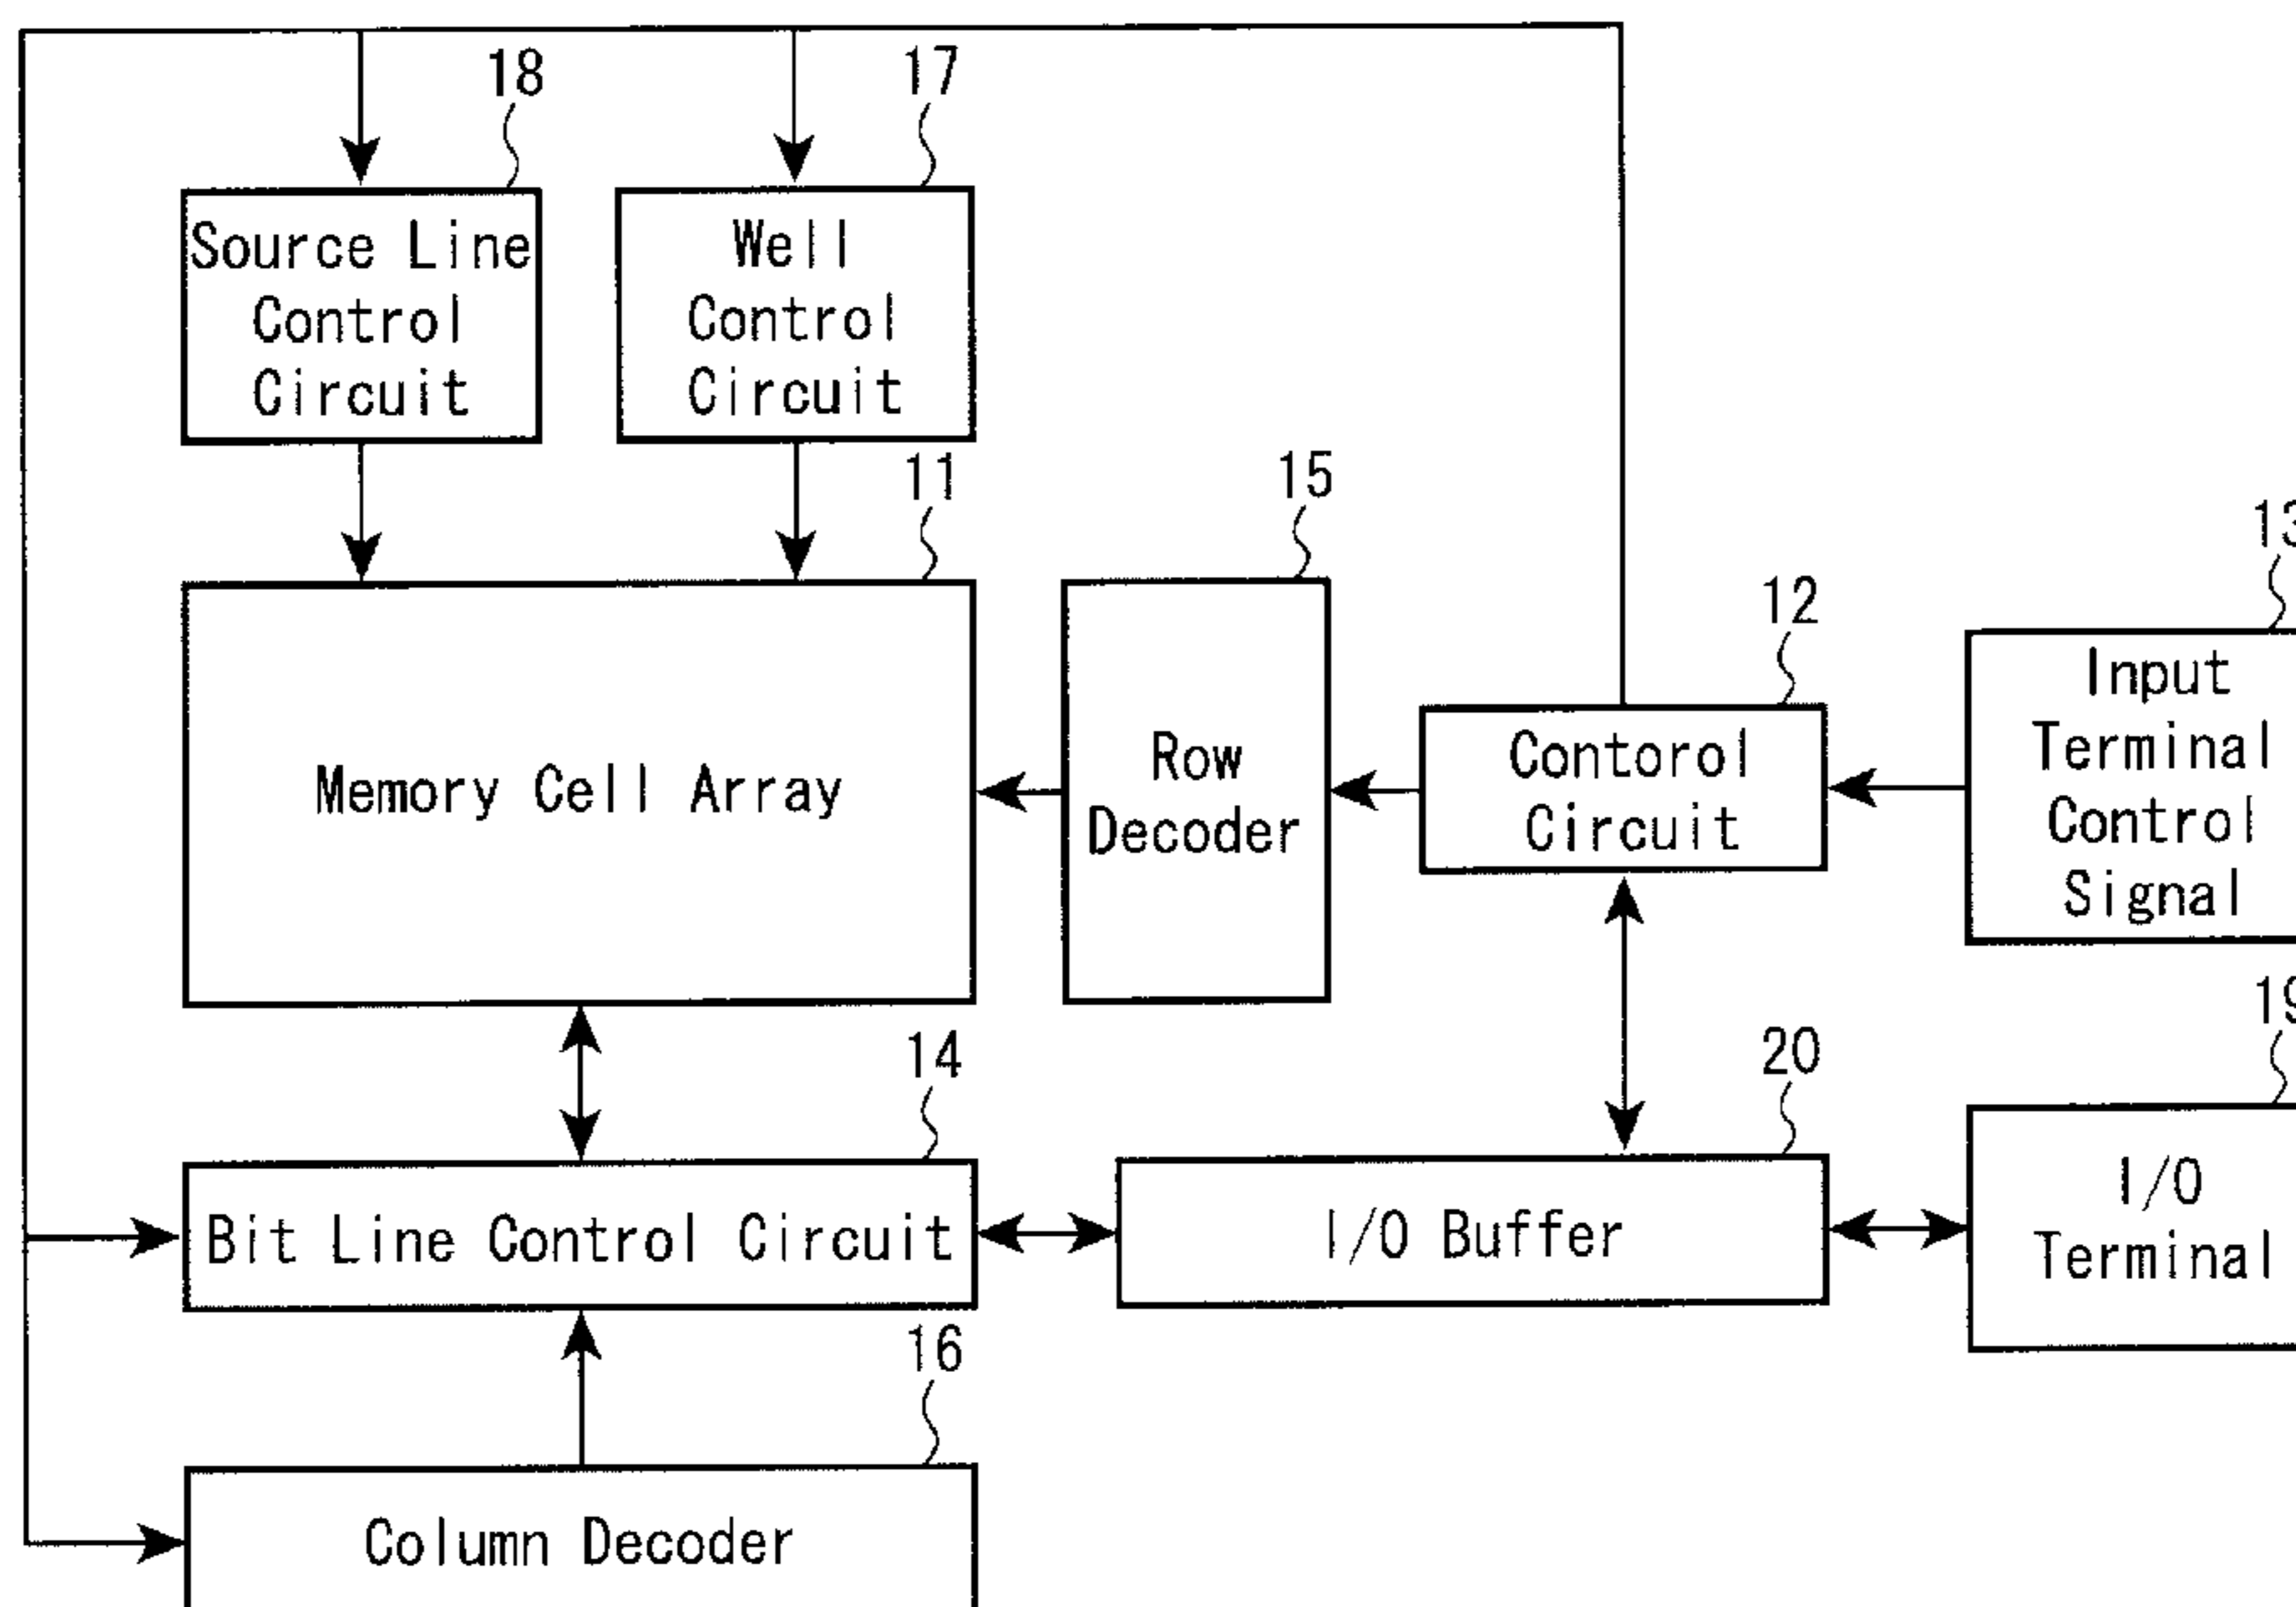 18
17
Source Line
Control
Circuit
Well
Control
Circuit
11
15
13
12
Input
Terminal
Control
Signal
Memory Cell Array
Row
Decoder
Contorol
Circuit
19
14
20
Bit Line Control Circuit
I/O Buffer
I/O
Terminal
16
Column Decoder